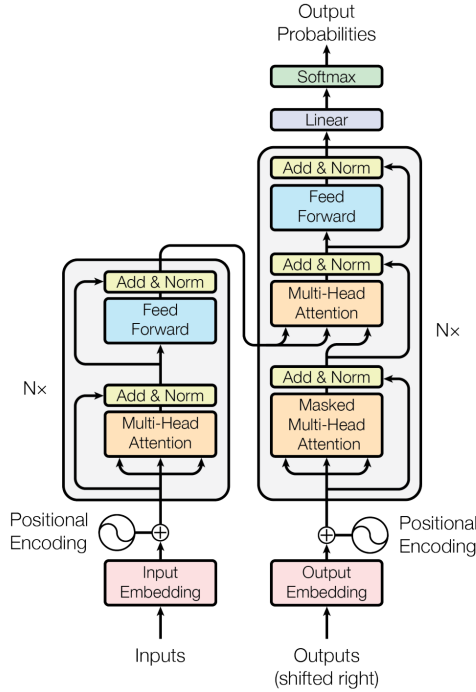 Output
Probabilities
Softmax
Linear
Add & Norm
Feed
Forward
Add & Norm
Multi-Head
Attention
Add & Norm
Masked
Multi-Head
Attention
N×
Add & Norm
Feed
Forward
N×
Add & Norm
Multi-Head
Attention
Positional
Encoding
Positional
Encoding
Input
Embedding
Output
Embedding
Inputs
Outputs
(shifted right)